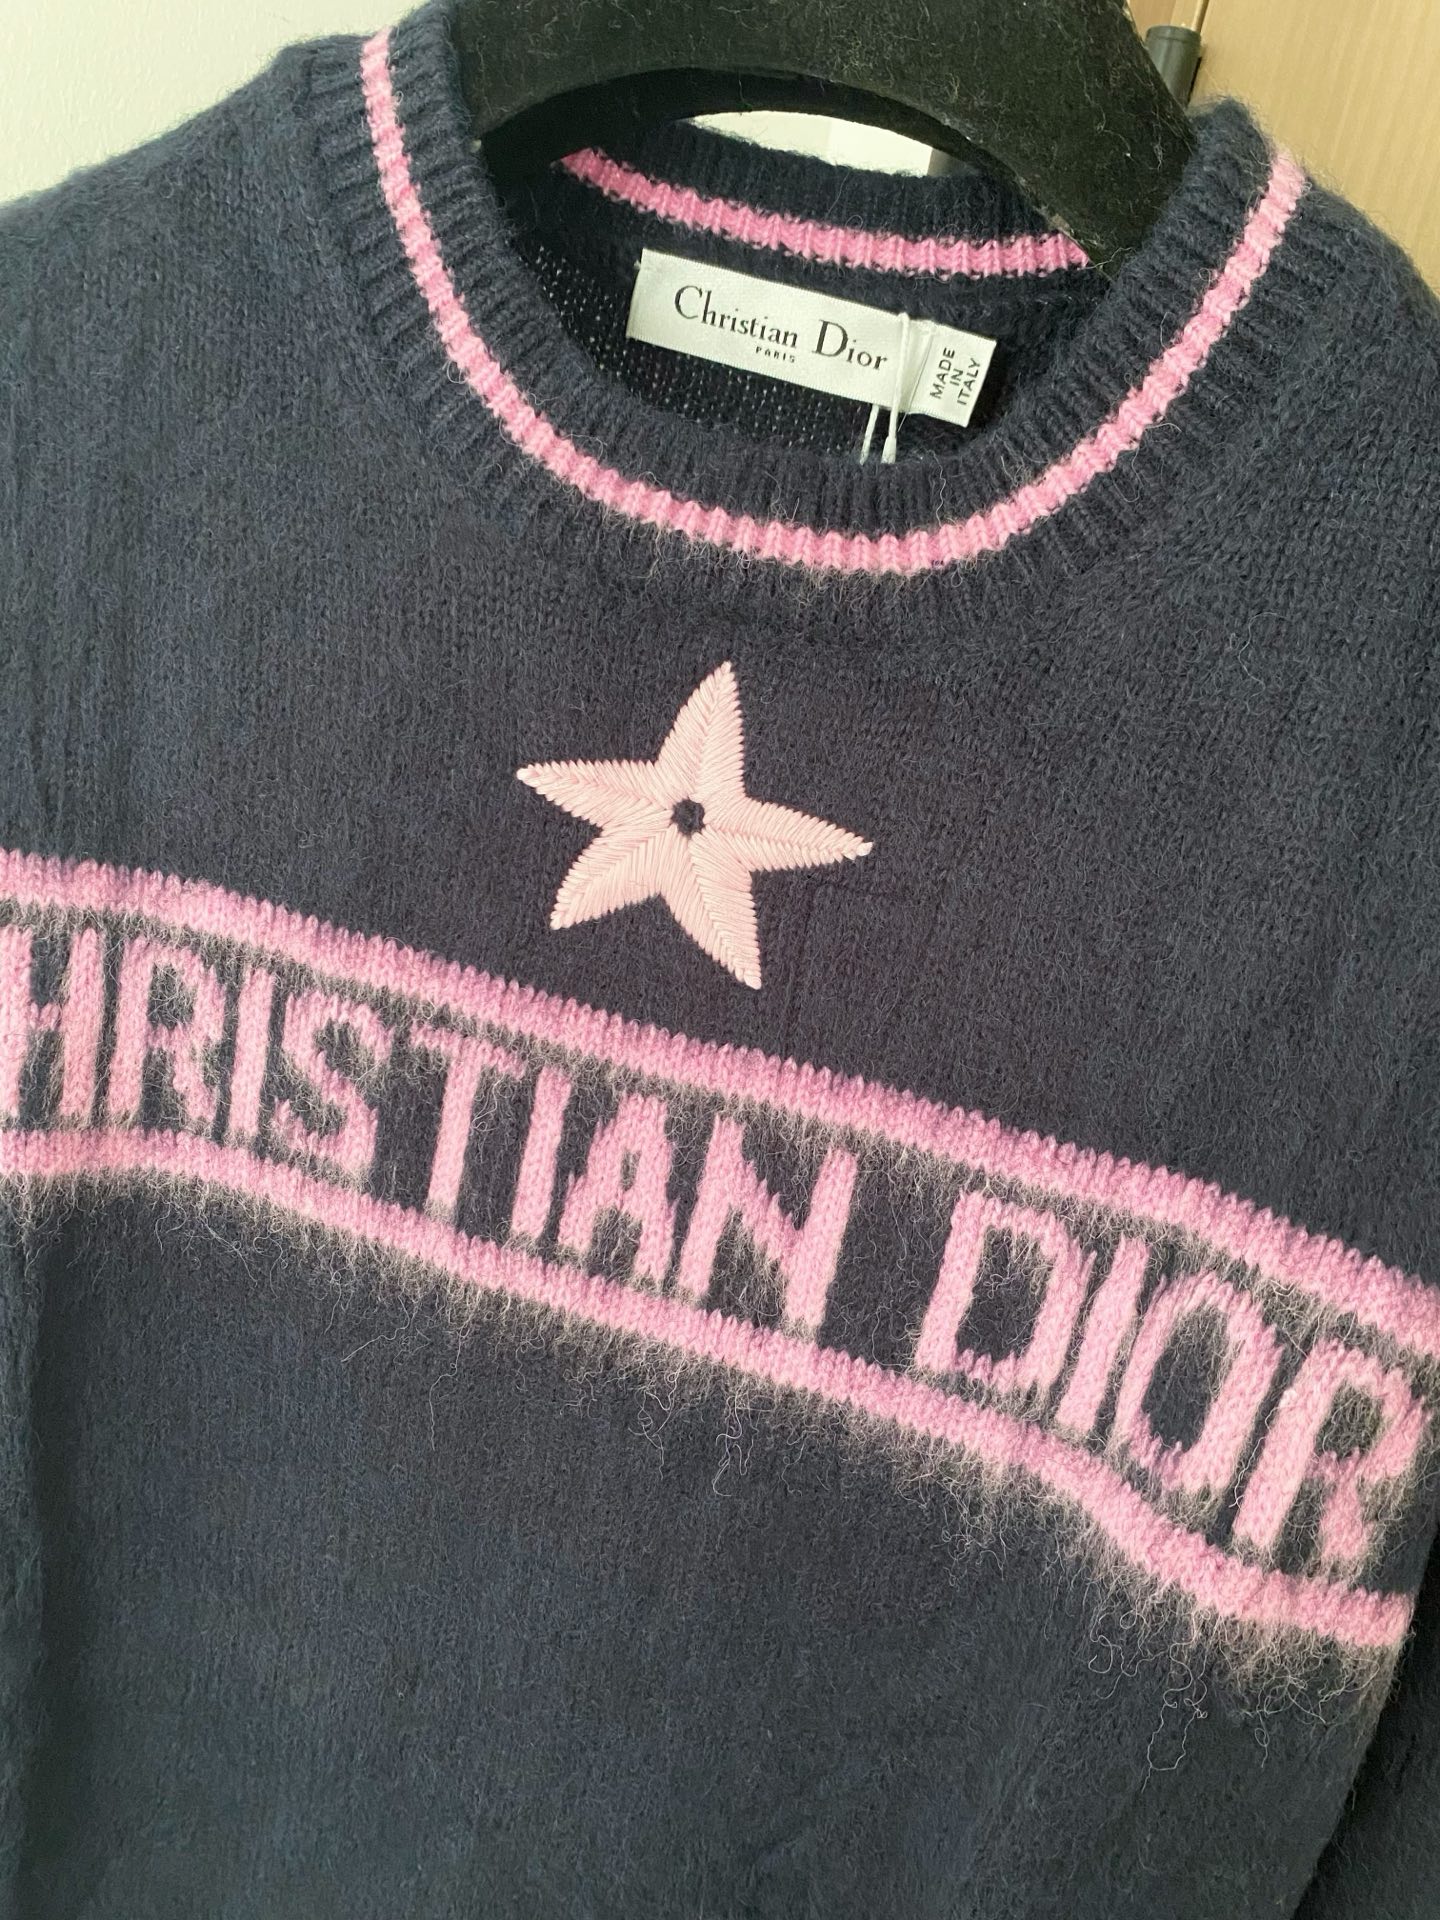 Christian Dior
PARIS
MADE
IN
ITALY
HRISTIAN DIOR